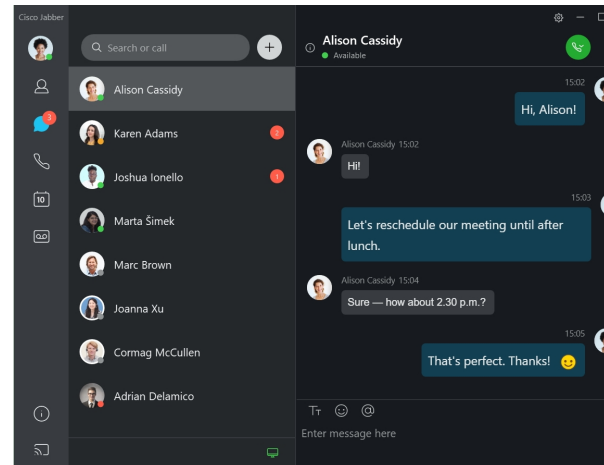 Cisco Jabber
3
10
Search or call
Alison Cassidy
Karen Adams
2
Joshua Ionello
1
Marta Šimek
Marc Brown
Joanna Xu
Cormag McCullen
Adrian Delamico
Alison Cassidy
Available
15:02
Hi, Alison!
Alison Cassidy 15:02
Hi!
15:03
Let's reschedule our meeting until after
lunch.
Alison Cassidy 15:04
Sure — how about 2.30 p.m.?
15:05
That's perfect. Thanks!
Enter message here